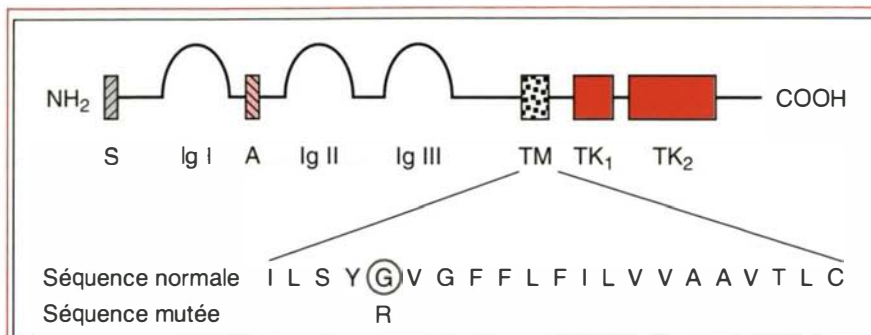 NH₂ COOH
S Ig I A Ig II Ig III TM TK₁ TK₂
Séquence normale I L S Y G V G F F L F I L V V A A V T L C
Séquence mutée R